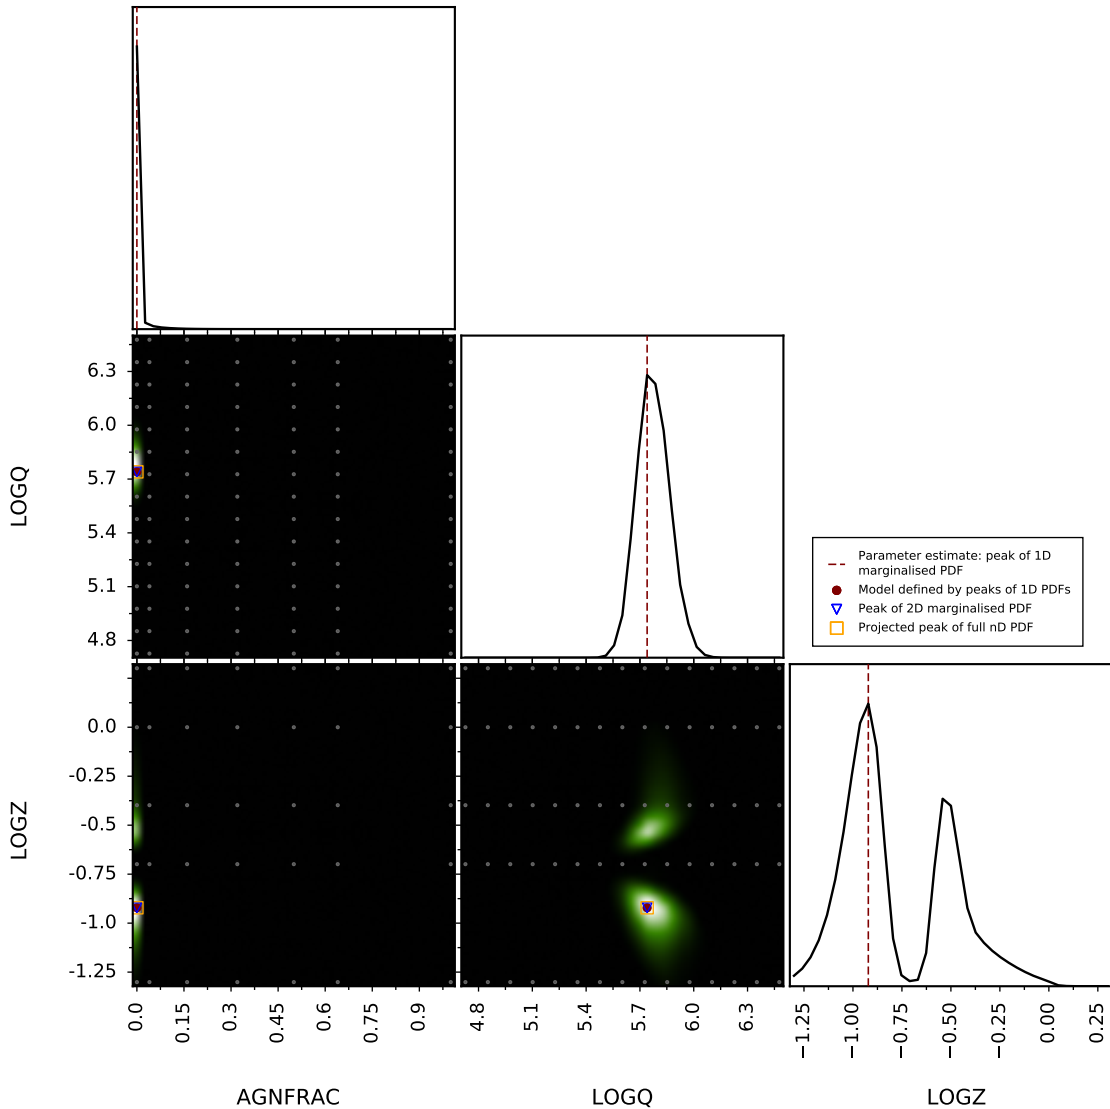 6.3
6.0
5.7
5.4
5.1
4.8
LOGQ
Parameter estimate: peak of 1D
marginalised PDF
Model defined by peaks of 1D PDFs
Peak of 2D marginalised PDF
Projected peak of full nD PDF
0.0
-0.25
-0.5
-0.75
-1.0
-1.25
LOGZ
0.0 0.15 0.3 0.45 0.6 0.75 0.9
4.8 5.1 5.4 5.7 6.0 6.3
−1.25 −1.00 −0.75 −0.50 −0.25 0.00 0.25
AGNFRAC LOGQ LOGZ